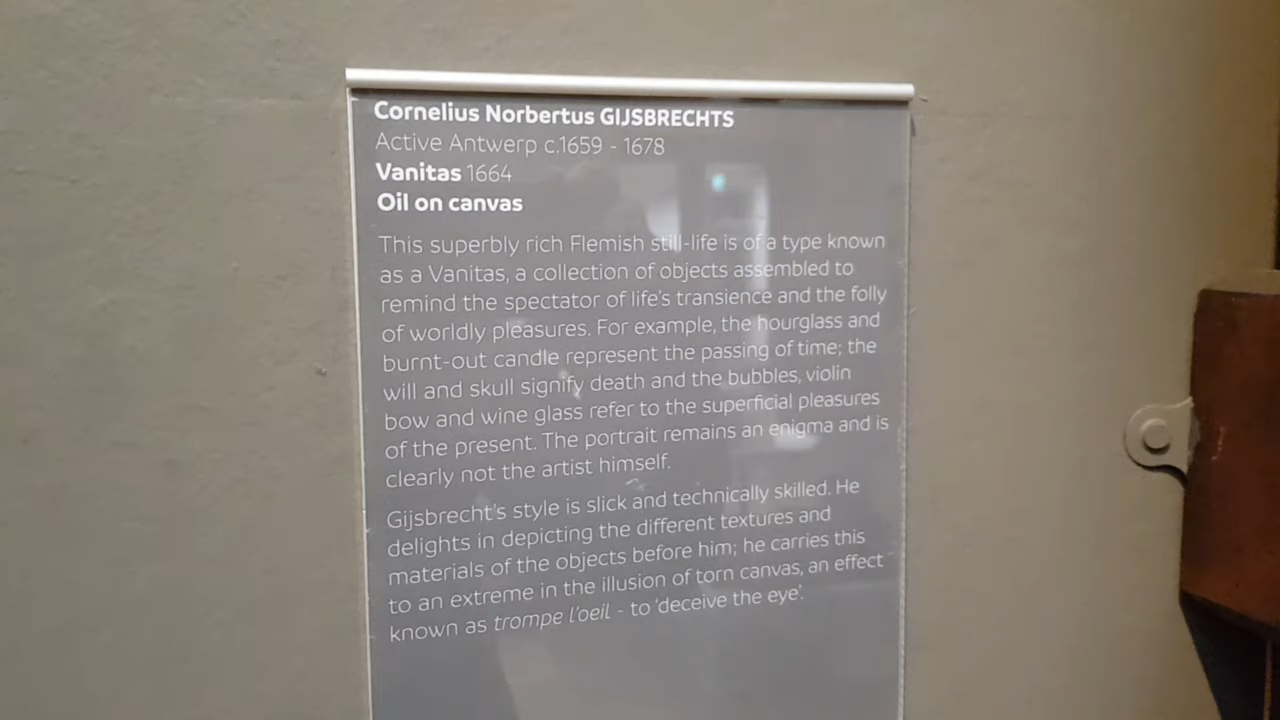 Cornelius Norbertus GIJSBRECHTS
Active Antwerp c.1659 - 1678
Vanitas 1664
Oil on canvas
This superbly rich Flemish still-life is of a type known
as a Vanitas, a collection of objects assembled to
remind the spectator of life's transience and the folly
of worldly pleasures. For example, the hourglass and
burnt-out candle represent the passing of time; the
will and skull signify death and the bubbles, violin
bow and wine glass refer to the superficial pleasures
of the present. The portrait remains an enigma and is
clearly not the artist himself.
Gijsbrecht's style is slick and technically skilled. He
delights in depicting the different textures and
materials of the objects before him; he carries this
to an extreme in the illusion of torn canvas, an effect
known as trompe l'oeil - to 'deceive the eye'.